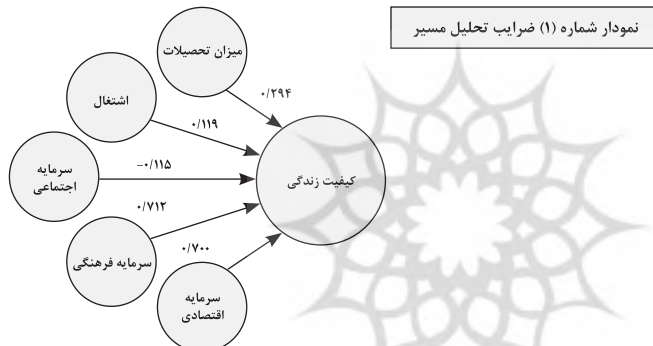 نمودار شماره (۱) ضرایب تحلیل مسیر
میزان تحصیلات
۰/۲۹۴
اشتغال
۰/۱۱۹
سرمایه
اجتماعی
-۰/۱۱۵
کیفیت زندگی
۰/۷۱۲
سرمایه فرهنگی
۰/۷۰۰
سرمایه
اقتصادی